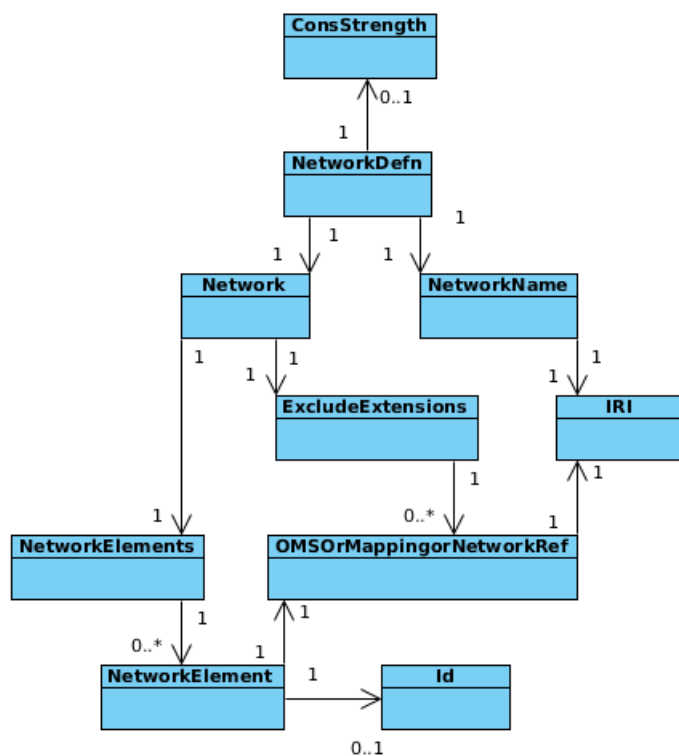 ConsStrength
0..1
1
NetworkDefn
1
1
1
1
Network
NetworkName
1
1
1
1
1
ExcludeExtensions
IRI
1
1
1
0..*
1
NetworkElements
OMSOrMappingorNetworkRef
1
1
0..*
1
NetworkElement
1
Id
0..1